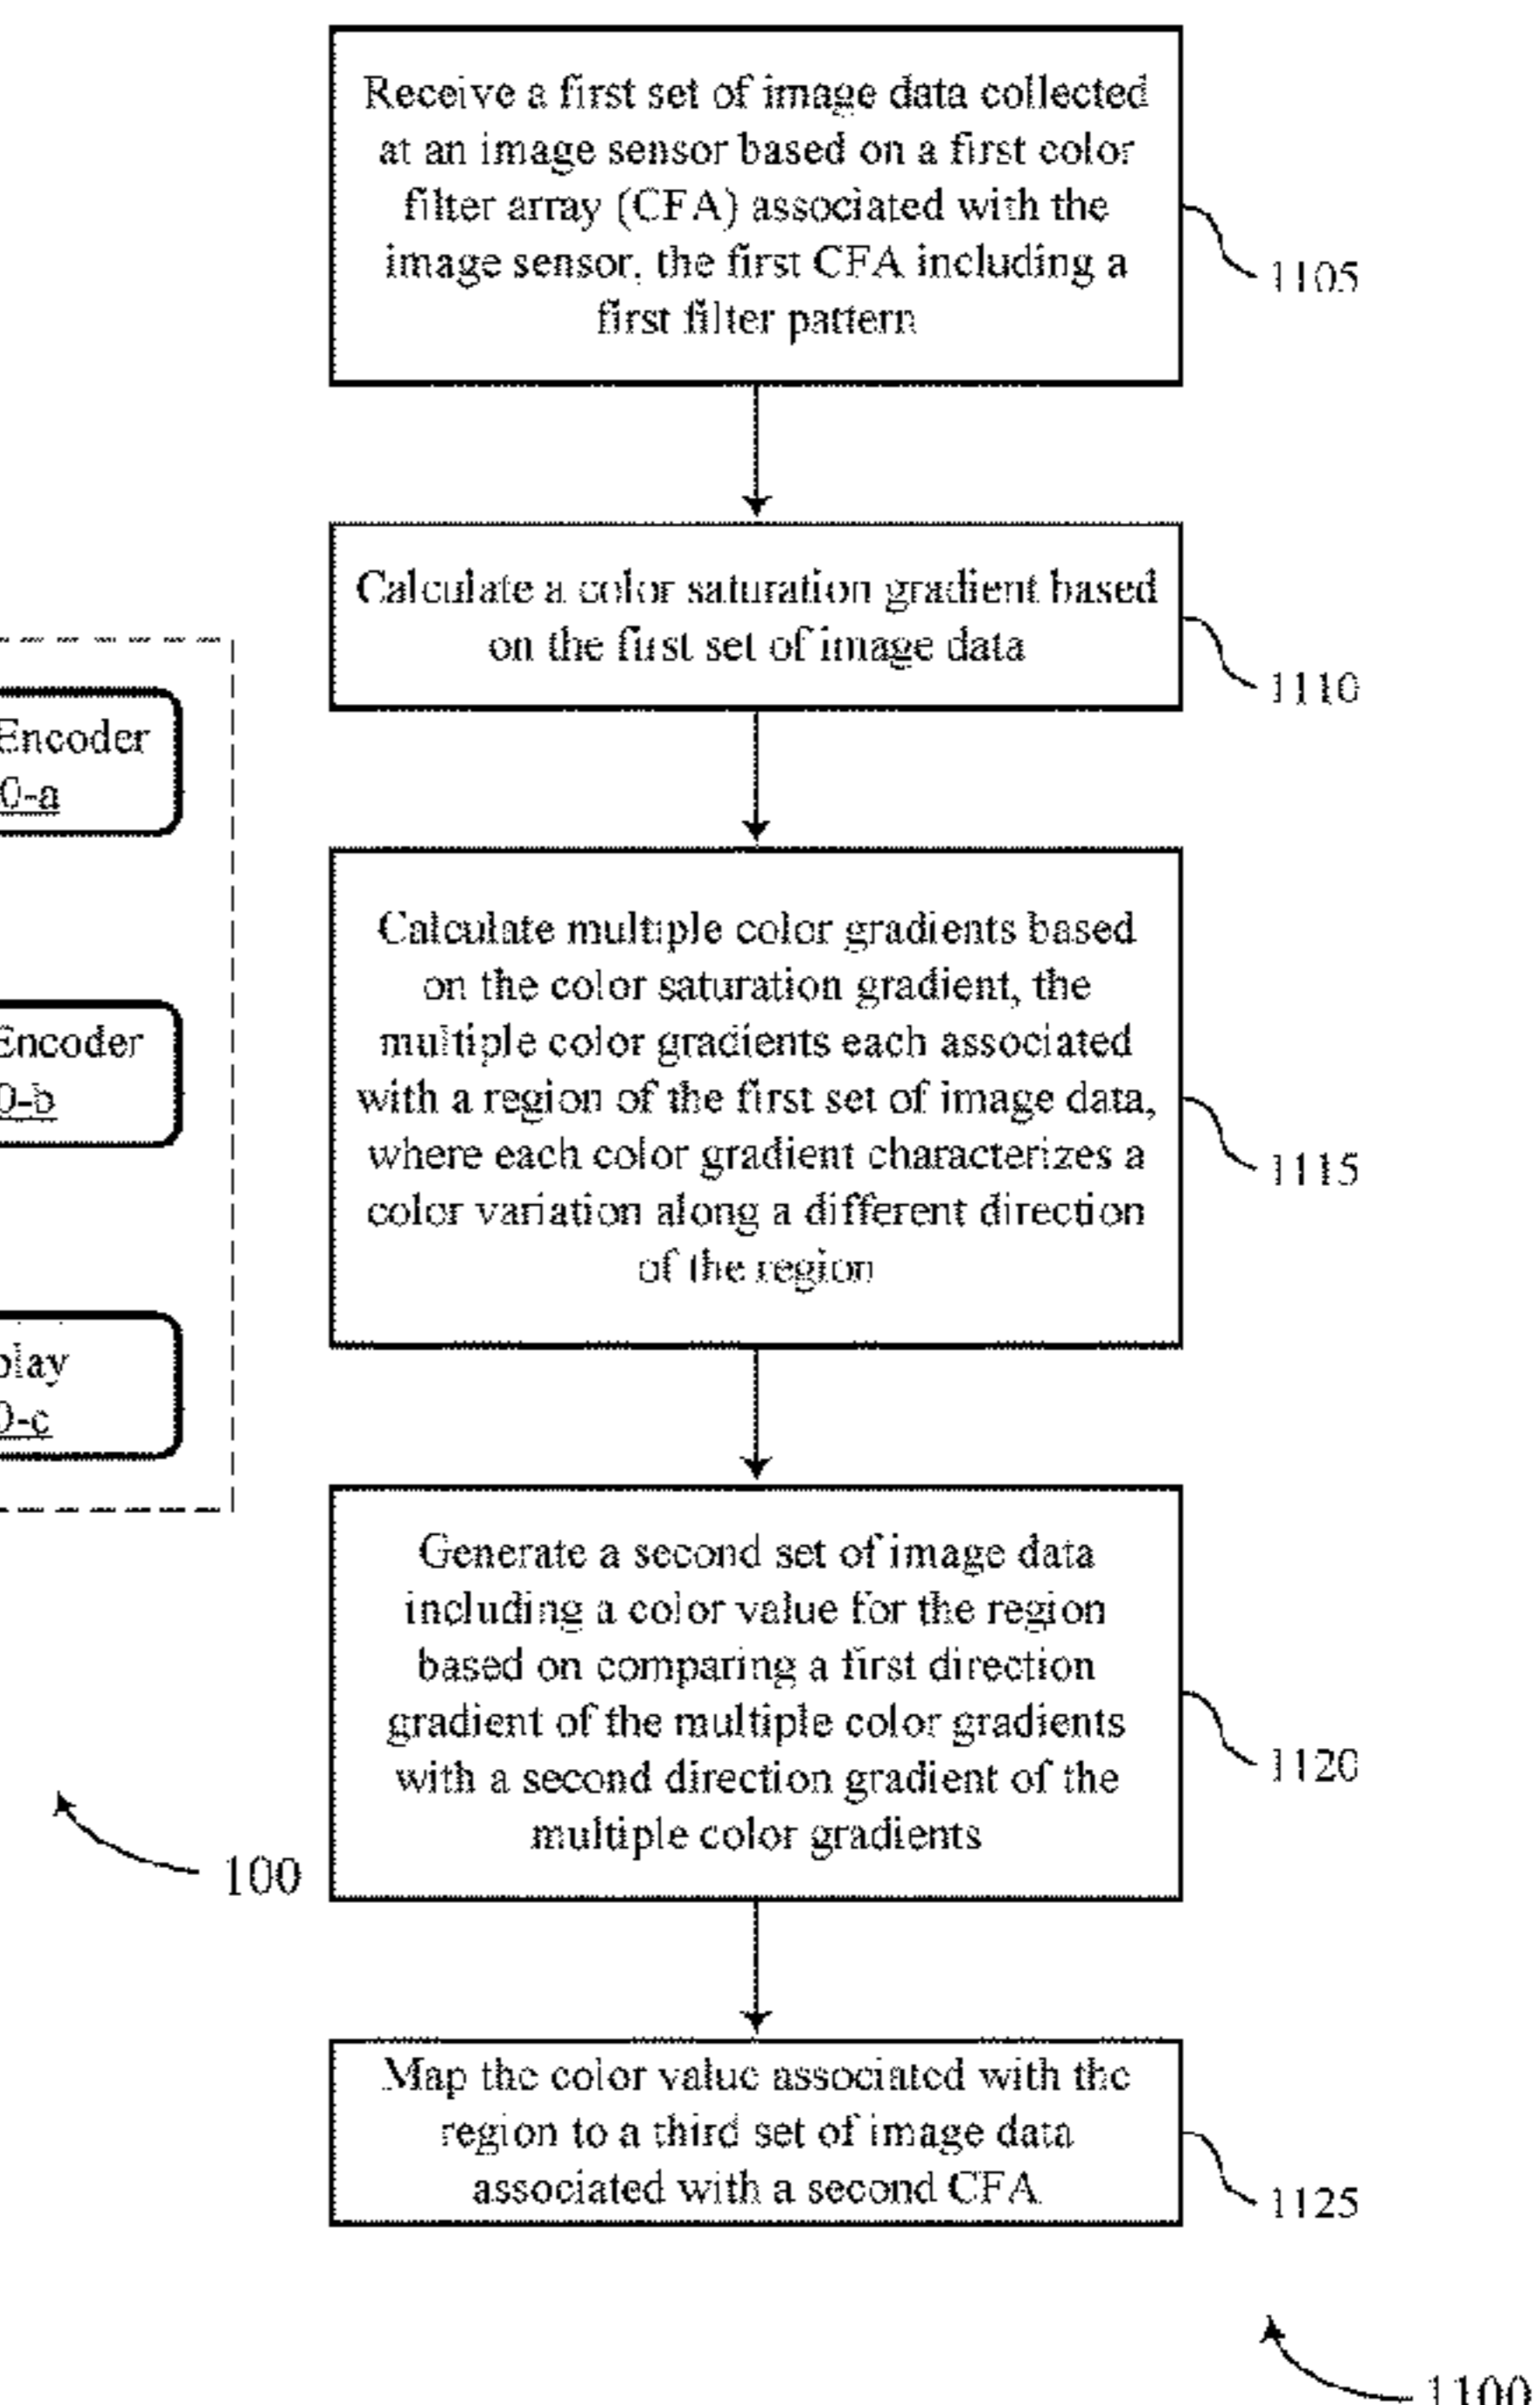 Receive a first set of image data collected
at an image sensor based on a first color
filter array (CFA) associated with the
image sensor, the first CFA including a
first filter pattern
1105
Calculate a color saturation gradient based
on the first set of image data
1110
Calculate multiple color gradients based
on the color saturation gradient, the
multiple color gradients each associated
with a region of the first set of image data,
where each color gradient characterizes a
color variation along a different direction
of the region
1115
Generate a second set of image data
including a color value for the region
based on comparing a first direction
gradient of the multiple color gradients
with a second direction gradient of the
multiple color gradients
1120
Map the color value associated with the
region to a third set of image data
associated with a second CFA
1125
1100
Encoder
0-a
Encoder
0-b
play
0-c
100